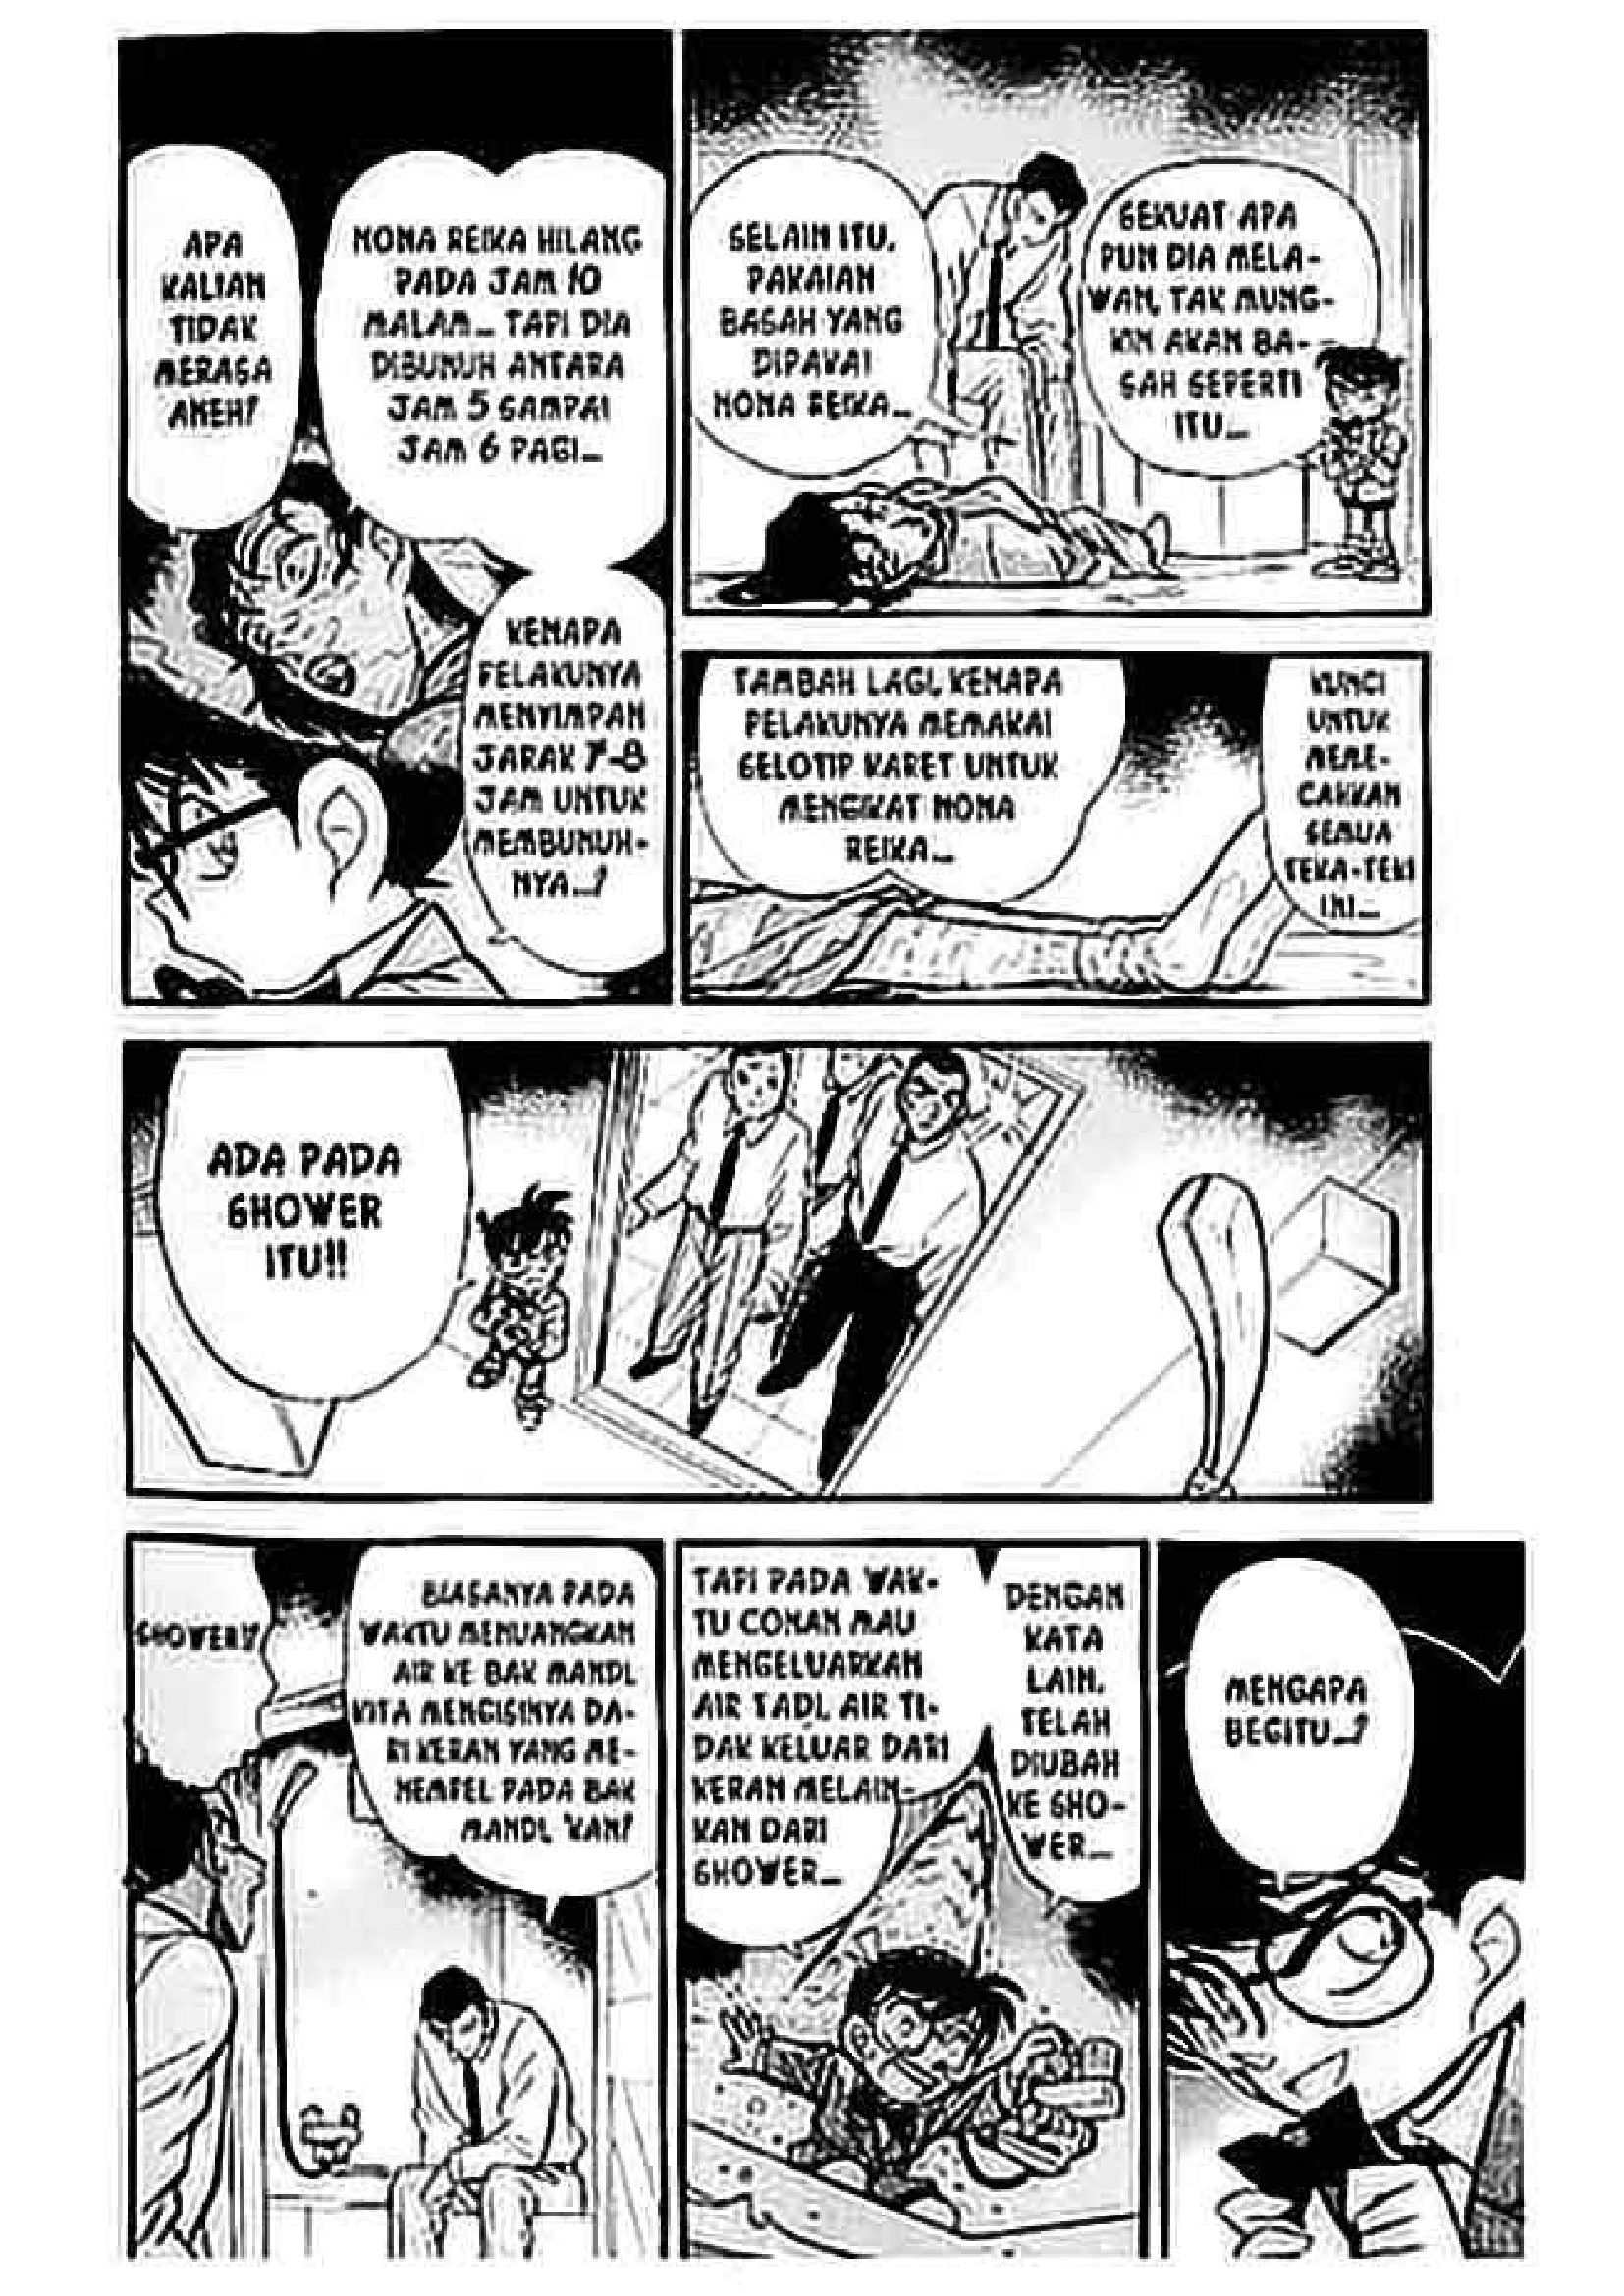 APA
KALIAN
TIDAK
MERASA
ANEH?
NONA REIKA HILANG
PADA JAM 10
MALAM... TAPI DIA
DIBUNUH ANTARA
JAM 5 SAMPAI
JAM 6 PAGI...
KENAPA
PELAKUNYA
MENYIMPAN
JARAK 7-8
JAM UNTUK
MEMBUNUH-
NYA...?
SELAIN ITU,
PAKAIAN
BASAH YANG
DIPAKAI
NONA REIKA...
SEKUAT APA
PUN DIA MELA-
WAN, TAK MUNG-
KIN AKAN BA-
SAH SEPERTI
ITU...
TAMBAH LAGI, KENAPA
PELAKUNYA MEMAKAI
SELOTIP KARET UNTUK
MENGIKAT NONA
REIKA...
KUNCI
UNTUK
MEME-
CAHKAN
SEMUA
TEKA-TEKI
INI...
ADA PADA
SHOWER
ITU!!
SHOWER?
BIASANYA PADA
WAKTU MENUANGKAN
AIR KE BAK MANDI,
KITA MENGISINYA DA-
RI KERAN YANG ME-
NEMPEL PADA BAK
MANDI, 'KAN?
TAPI PADA WAK-
TU CONAN MAU
MENGELUARKAN
AIR TADI, AIR TI-
DAK KELUAR DARI
KERAN MELAIN-
KAN DARI
SHOWER...
DENGAN
KATA
LAIN,
TELAH
DIUBAH
KE SHO-
WER...
MENGAPA
BEGITU...?